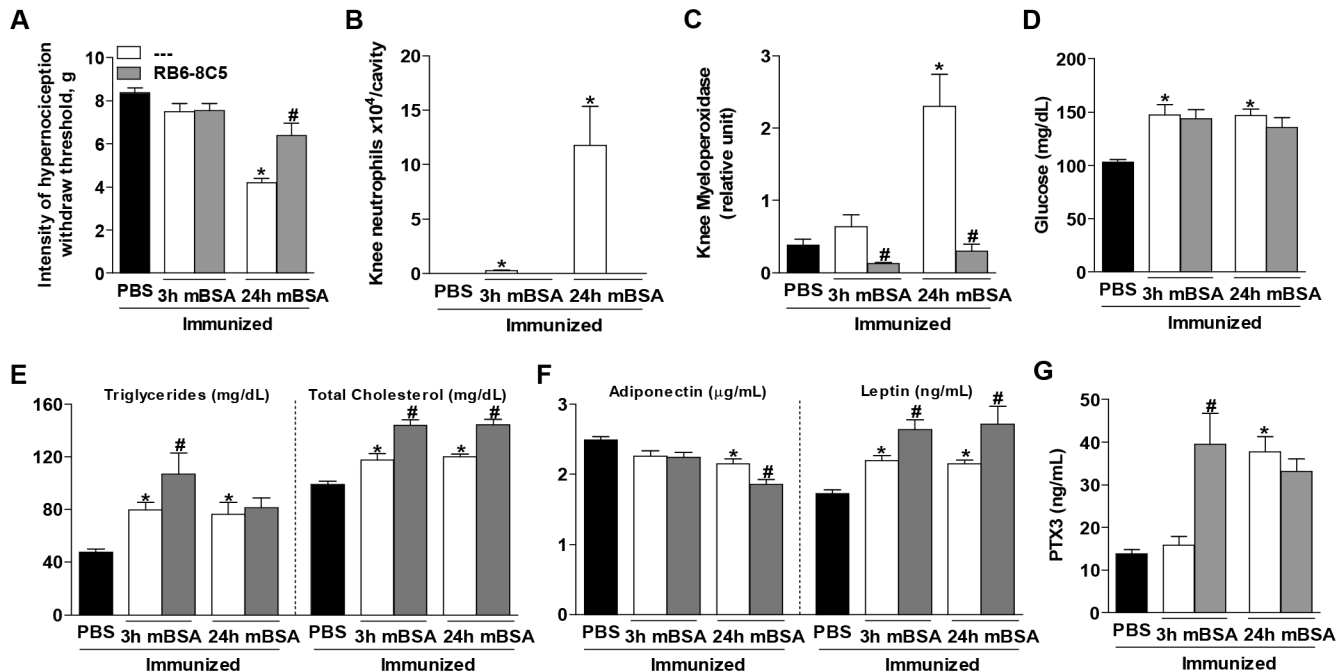 A
Intensity of hypernociception
withdraw threshold, g
10
8
6
4
2
0
---
RB6-8C5
*
#
PBS
3h mBSA
24h mBSA
Immunized
B
Knee neutrophils x10⁴/cavity
20
15
10
5
0
*
*
PBS
3h mBSA
24h mBSA
Immunized
C
Knee Myeloperoxidase
(relative unit)
3
2
1
0
#
*
#
PBS
3h mBSA
24h mBSA
Immunized
D
Glucose (mg/dL)
200
150
100
50
0
*
*
PBS
3h mBSA
24h mBSA
Immunized
E
Triglycerides (mg/dL)
Total Cholesterol (mg/dL)
160
120
80
40
0
*
#
*
*
#
*
#
PBS
3h mBSA
24h mBSA
Immunized
PBS
3h mBSA
24h mBSA
Immunized
F
Adiponectin (µg/mL)
Leptin (ng/mL)
3
2
1
0
*
#
*
#
*
#
PBS
3h mBSA
24h mBSA
Immunized
PBS
3h mBSA
24h mBSA
Immunized
G
PTX3 (ng/mL)
50
40
30
20
10
0
#
*
PBS
3h mBSA
24h mBSA
Immunized